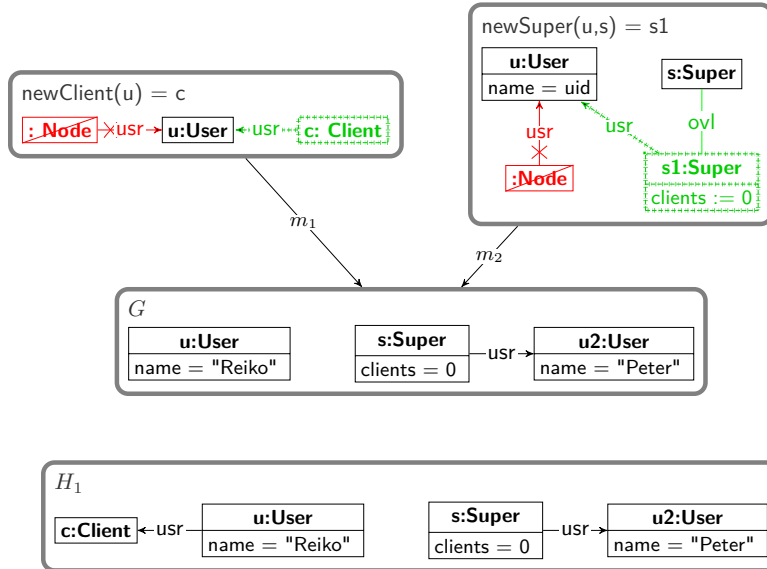 newClient(u) = c
: Node usr u:User usr c: Client
newSuper(u,s) = s1
u:User
name = uid
s:Super
usr
usr
ovl
:Node
s1:Super
clients := 0
m₁
m₂
G
u:User
name = "Reiko"
s:Super
clients = 0
usr
u2:User
name = "Peter"
H₁
c:Client
usr
u:User
name = "Reiko"
s:Super
clients = 0
usr
u2:User
name = "Peter"